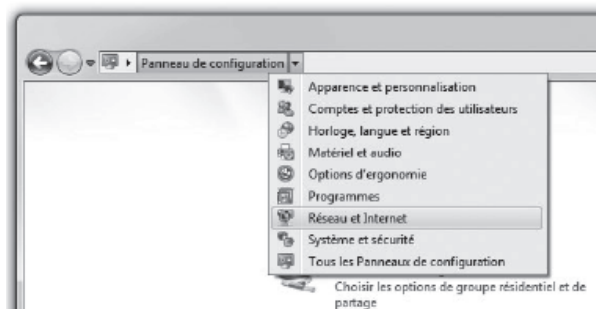 Panneau de configuration
Apparence et personnalisation
Comptes et protection des utilisateurs
Horloge, langue et région
Matériel et audio
Options d'ergonomie
Programmes
Réseau et Internet
Système et sécurité
Tous les Panneaux de configuration
Choisir les options de groupe résidentiel et de
partage